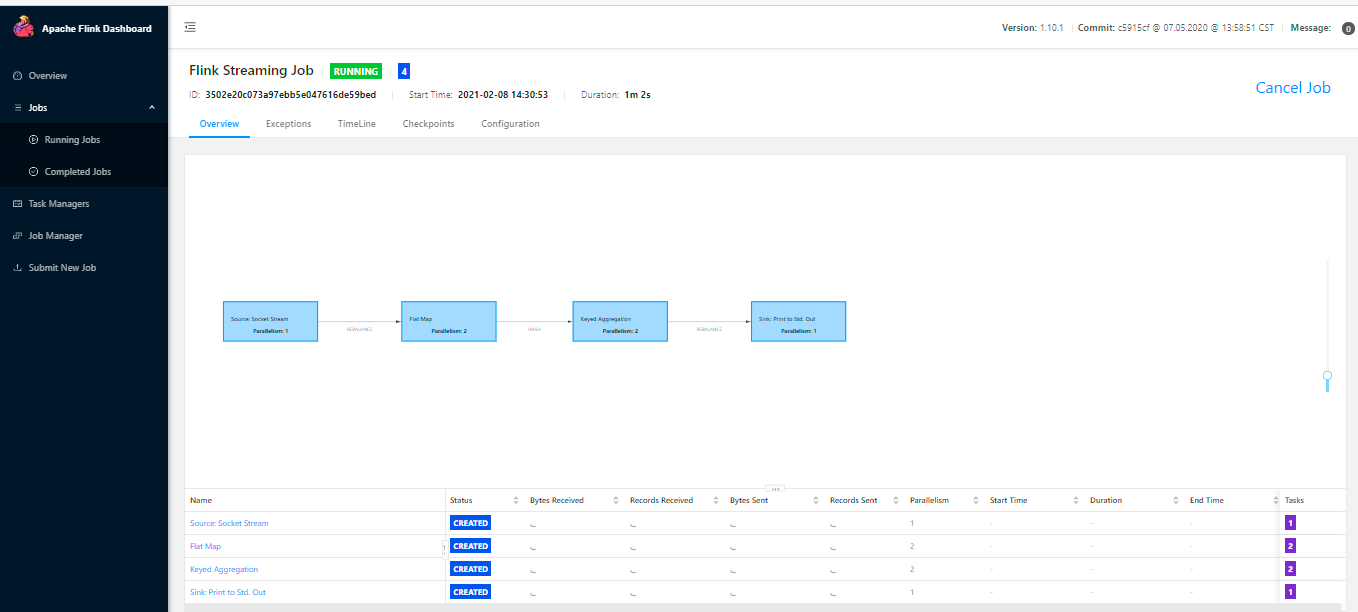 Apache Flink Dashboard
Version: 1.10.1 Commit: c5915cf @ 07.05.2020 @ 13:58:51 CST Message: 0
Overview
Jobs
Running Jobs
Completed Jobs
Task Managers
Job Manager
Submit New Job
Flink Streaming Job RUNNING 4
ID: 3502e20c073a97ebb5e047616de59bed Start Time: 2021-02-08 14:30:53 Duration: 1m 2s
Cancel Job
Overview Exceptions TimeLine Checkpoints Configuration
Source: Socket Stream
Parallelism: 1
REBALANCE
Flat Map
Parallelism: 2
HASH
Keyed Aggregation
Parallelism: 2
REBALANCE
Sink: Print to Std. Out
Parallelism: 1
Name Status Bytes Received Records Received Bytes Sent Records Sent Parallelism Start Time Duration End Time Tasks
Source: Socket Stream CREATED 1 - - - 1
Flat Map CREATED 2 - - - 2
Keyed Aggregation CREATED 2 - - - 2
Sink: Print to Std. Out CREATED 1 - - - 1